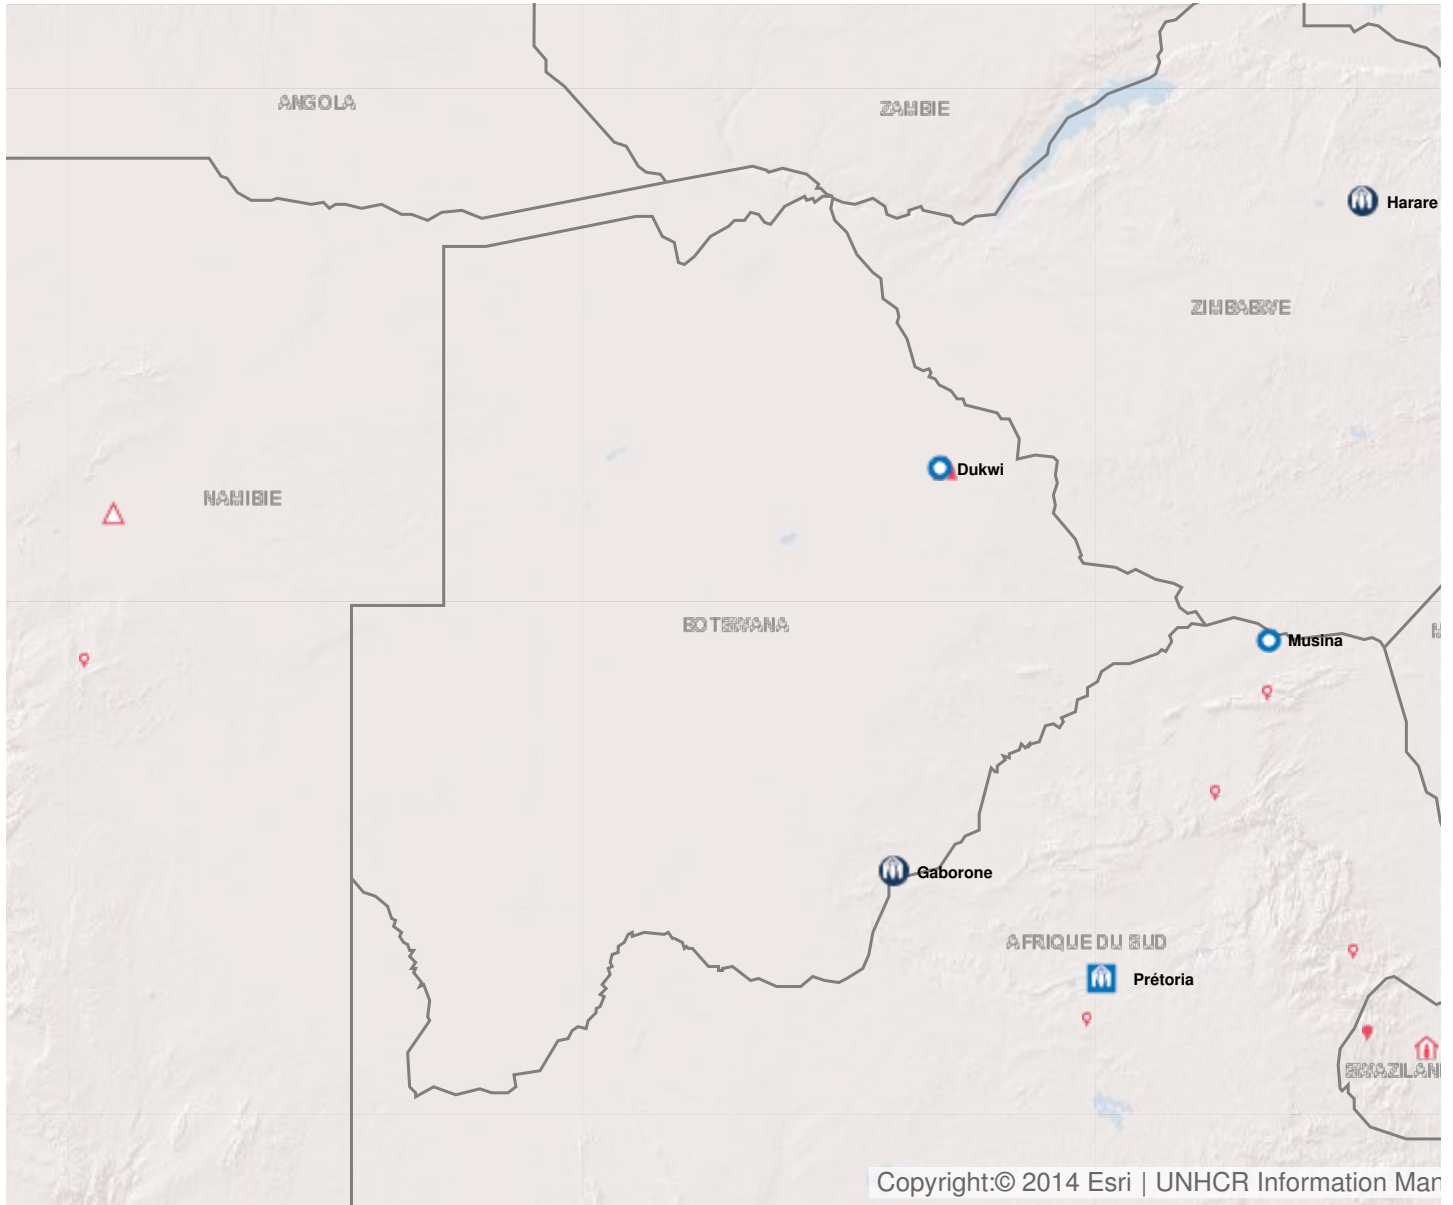 ANGOLA
ZAMBIE
Harare
ZIMBABWE
Dukwi
NAMIBIE
BOTSWANA
Musina
Gaborone
AFRIQUE DU SUD
Prétoria
SWAZILAN
Copyright:© 2014 Esri | UNHCR Information Man